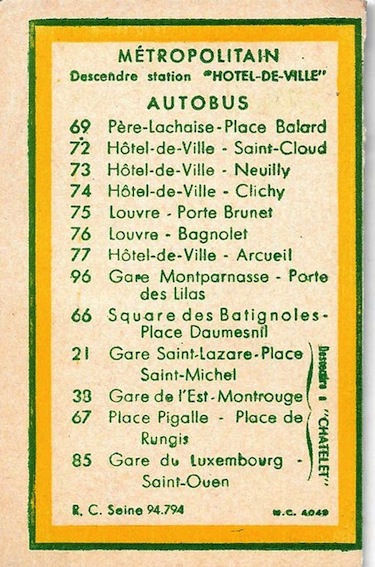 MÉTROPOLITAIN
Descendre station "HOTEL-DE-VILLE"
AUTOBUS
69 Père-Lachaise-Place Balard
72 Hôtel-de-Ville - Saint-Cloud
73 Hôtel-de-Ville - Neuilly
74 Hôtel-de-Ville - Clichy
75 Louvre - Porte Brunet
76 Louvre - Bagnolet
77 Hôtel-de-Ville - Arcueil
96 Gare Montparnasse - Porte
des Lilas
66 Square des Batignoles-
Place Daumesnil
21 Gare Saint-Lazare-Place
Saint-Michel
38 Gare de l'Est-Montrouge
67 Place Pigalle - Place de
Rungis
85 Gare du Luxembourg -
Saint-Ouen
Descendre à "CHATELET"
R. C. Seine 94.794
W.C. 4049